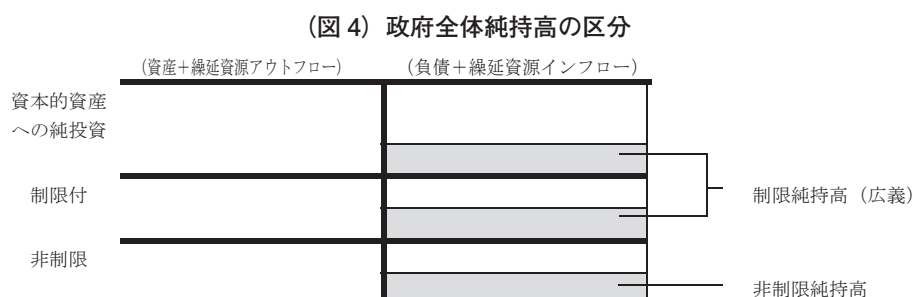 （図 4）政府全体純持高の区分
（資産＋繰延資源アウトフロー）
（負債＋繰延資源インフロー）
資本的資産
への純投資
制限付
制限純持高（広義）
非制限
非制限純持高